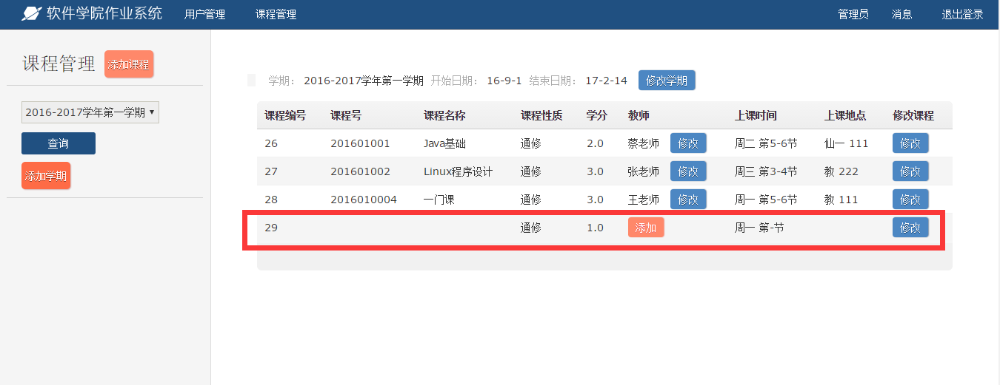 软件学院作业系统 用户管理 课程管理 管理员 消息 退出登录
课程管理 添加课程
2016-2017学年第一学期
查询
添加学期
学期： 2016-2017学年第一学期 开始日期： 16-9-1 结束日期： 17-2-14 修改学期
课程编号 课程号 课程名称 课程性质 学分 教师 上课时间 上课地点 修改课程
26 201601001 Java基础 通修 2.0 蔡老师 修改 周二 第5-6节 仙一 111 修改
27 201601002 Linux程序设计 通修 3.0 张老师 修改 周三 第3-4节 教 222 修改
28 2016010004 一门课 通修 3.0 王老师 修改 周一 第5-6节 教 111 修改
29 通修 1.0 添加 周一 第-节 修改